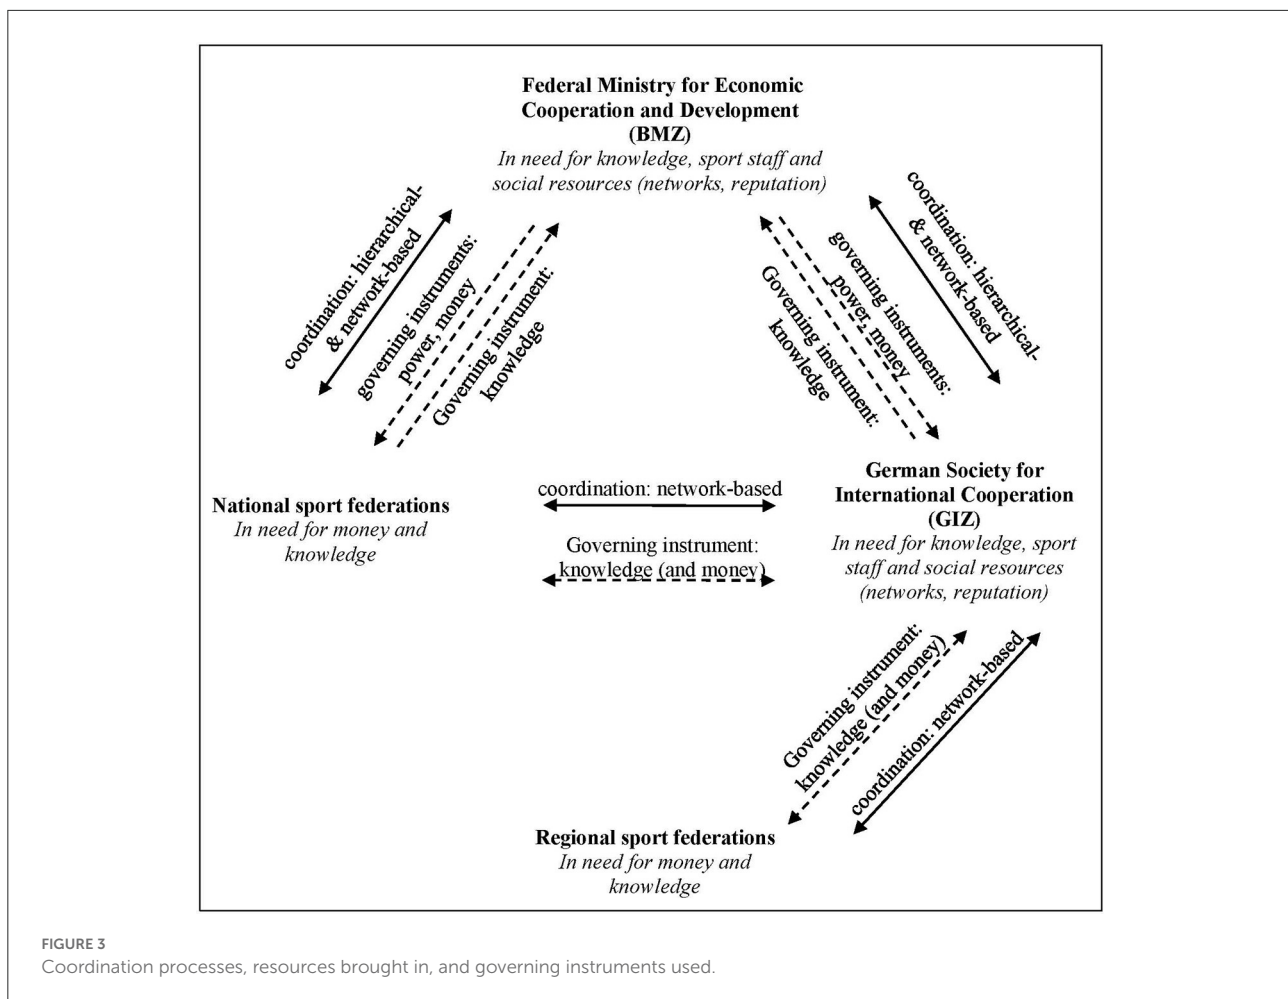 Federal Ministry for Economic
Cooperation and Development
(BMZ)
In need for knowledge, sport staff and
social resources (networks, reputation)
coordination: hierarchical-
& network-based
governing instruments:
power, money
Governing instrument:
knowledge
Governing instrument:
knowledge
governing instruments:
power, money
coordination: hierarchical-
& network-based
National sport federations
In need for money and
knowledge
coordination: network-based
Governing instrument:
knowledge (and money)
German Society for
International Cooperation
(GIZ)
In need for knowledge, sport
staff and social resources
(networks, reputation)
Governing instrument:
knowledge (and money)
coordination: network-based
Regional sport federations
In need for money and
knowledge
FIGURE 3
Coordination processes, resources brought in, and governing instruments used.